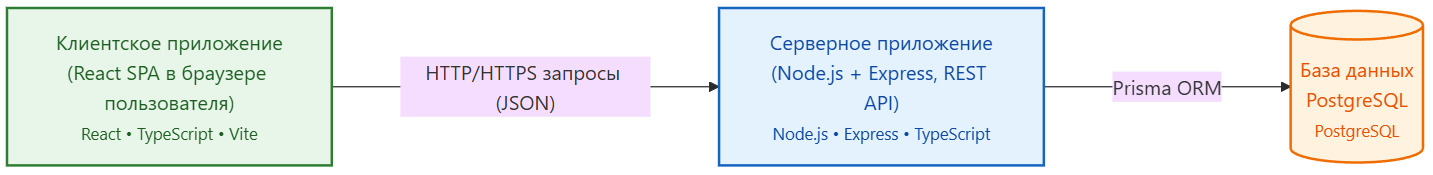 Клиентское приложение
(React SPA в браузере
пользователя)
React • TypeScript • Vite
HTTP/HTTPS запросы
(JSON)
Серверное приложение
(Node.js + Express, REST
API)
Node.js • Express • TypeScript
Prisma ORM
База данных
PostgreSQL
PostgreSQL